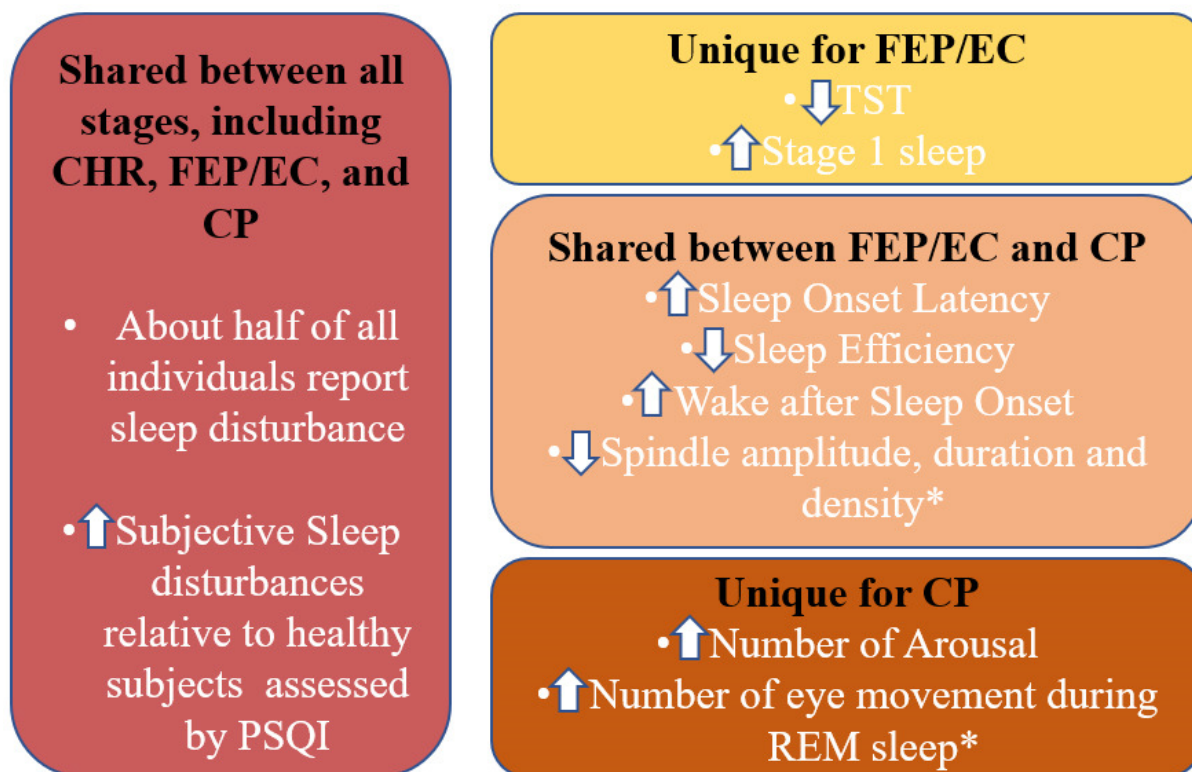 Shared between all
stages, including
CHR, FEP/EC, and
CP
• About half of all
individuals report
sleep disturbance
•⇧Subjective Sleep
disturbances
relative to healthy
subjects assessed
by PSQI
Unique for FEP/EC
•⇩TST
•⇧Stage 1 sleep
Shared between FEP/EC and CP
•⇧Sleep Onset Latency
•⇩Sleep Efficiency
•⇧Wake after Sleep Onset
•⇩Spindle amplitude, duration and
density*
Unique for CP
•⇧Number of Arousal
•⇧Number of eye movement during
REM sleep*